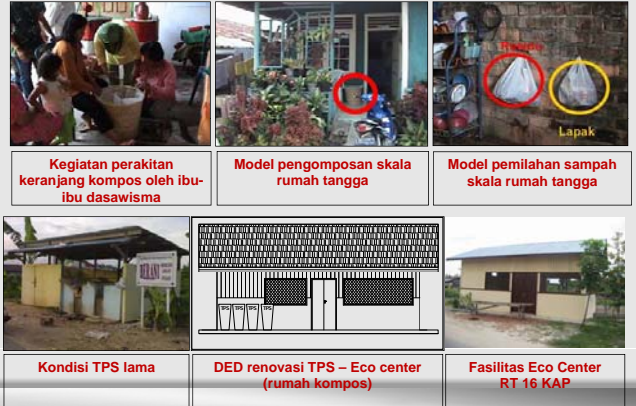 Lapak
Kegiatan perakitan
keranjang kompos oleh ibu-
ibu dasawisma
Model pengomposan skala
rumah tangga
Model pemilahan sampah
skala rumah tangga
BERANI
TPS TPS TPS TPS
Kondisi TPS lama
DED renovasi TPS – Eco center
(rumah kompos)
Fasilitas Eco Center
RT 16 KAP